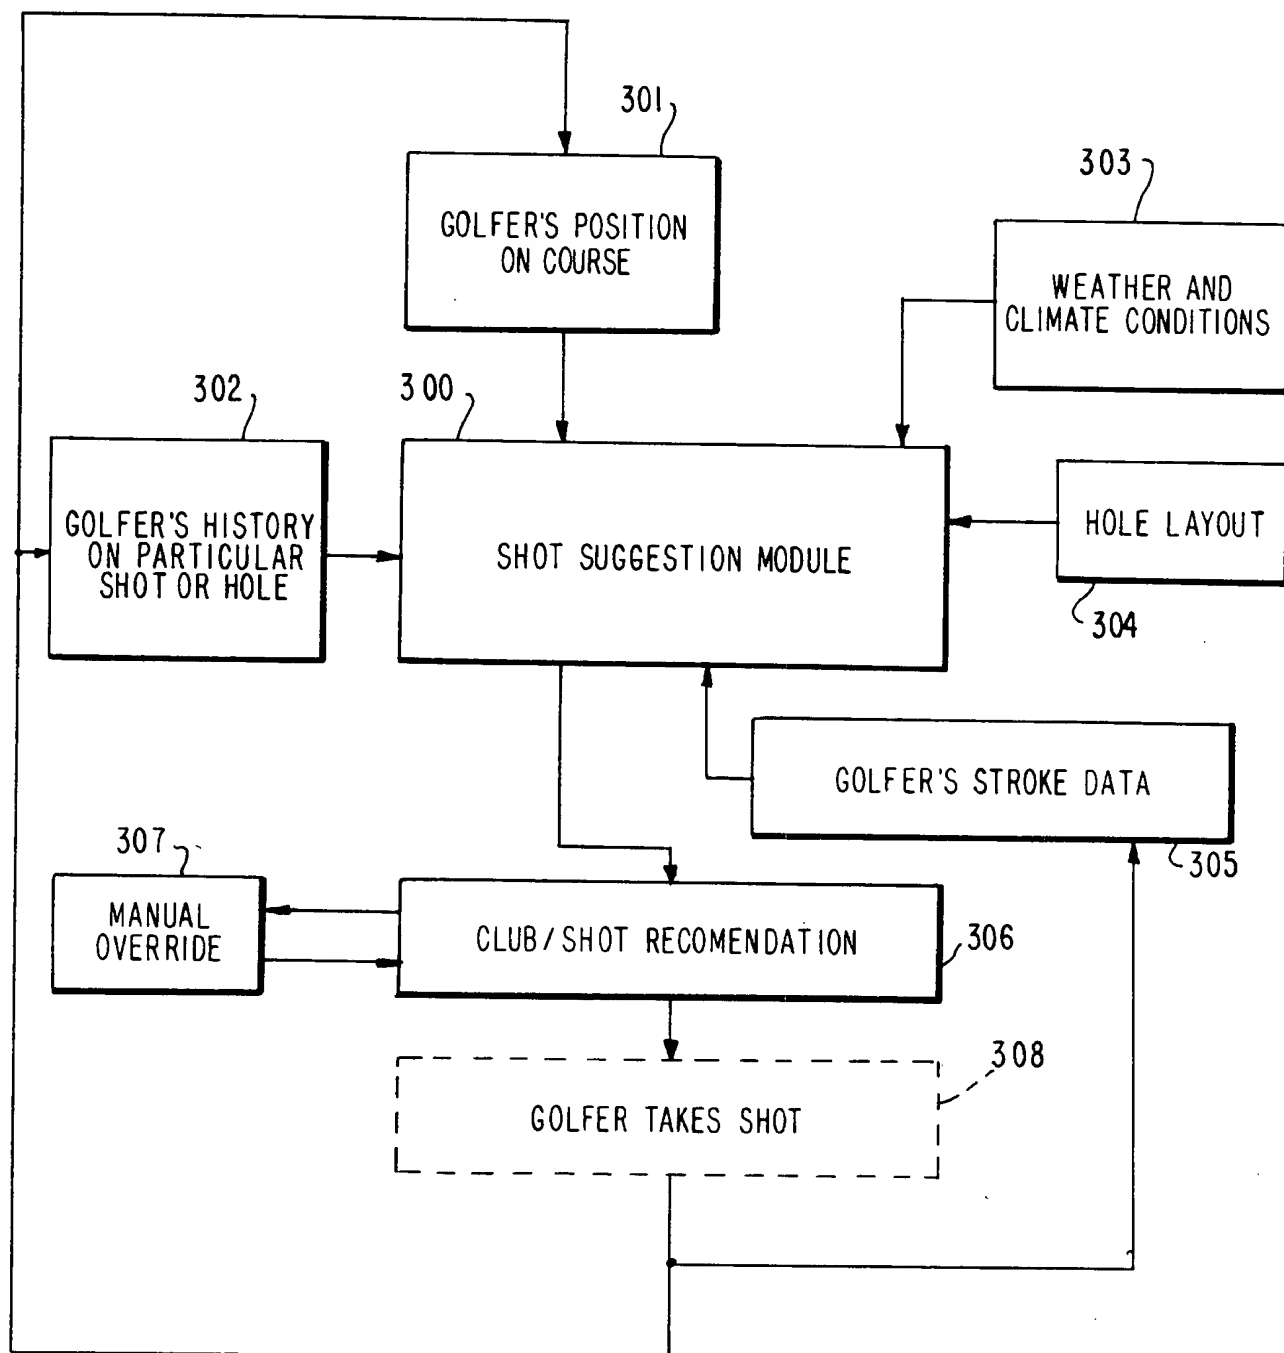 301
GOLFER'S POSITION
ON COURSE
303
WEATHER AND
CLIMATE CONDITIONS
302
300
GOLFER'S HISTORY
ON PARTICULAR
SHOT OR HOLE
SHOT SUGGESTION MODULE
HOLE LAYOUT
304
GOLFER'S STROKE DATA
305
307
MANUAL
OVERRIDE
CLUB/SHOT RECOMENDATION
306
308
GOLFER TAKES SHOT